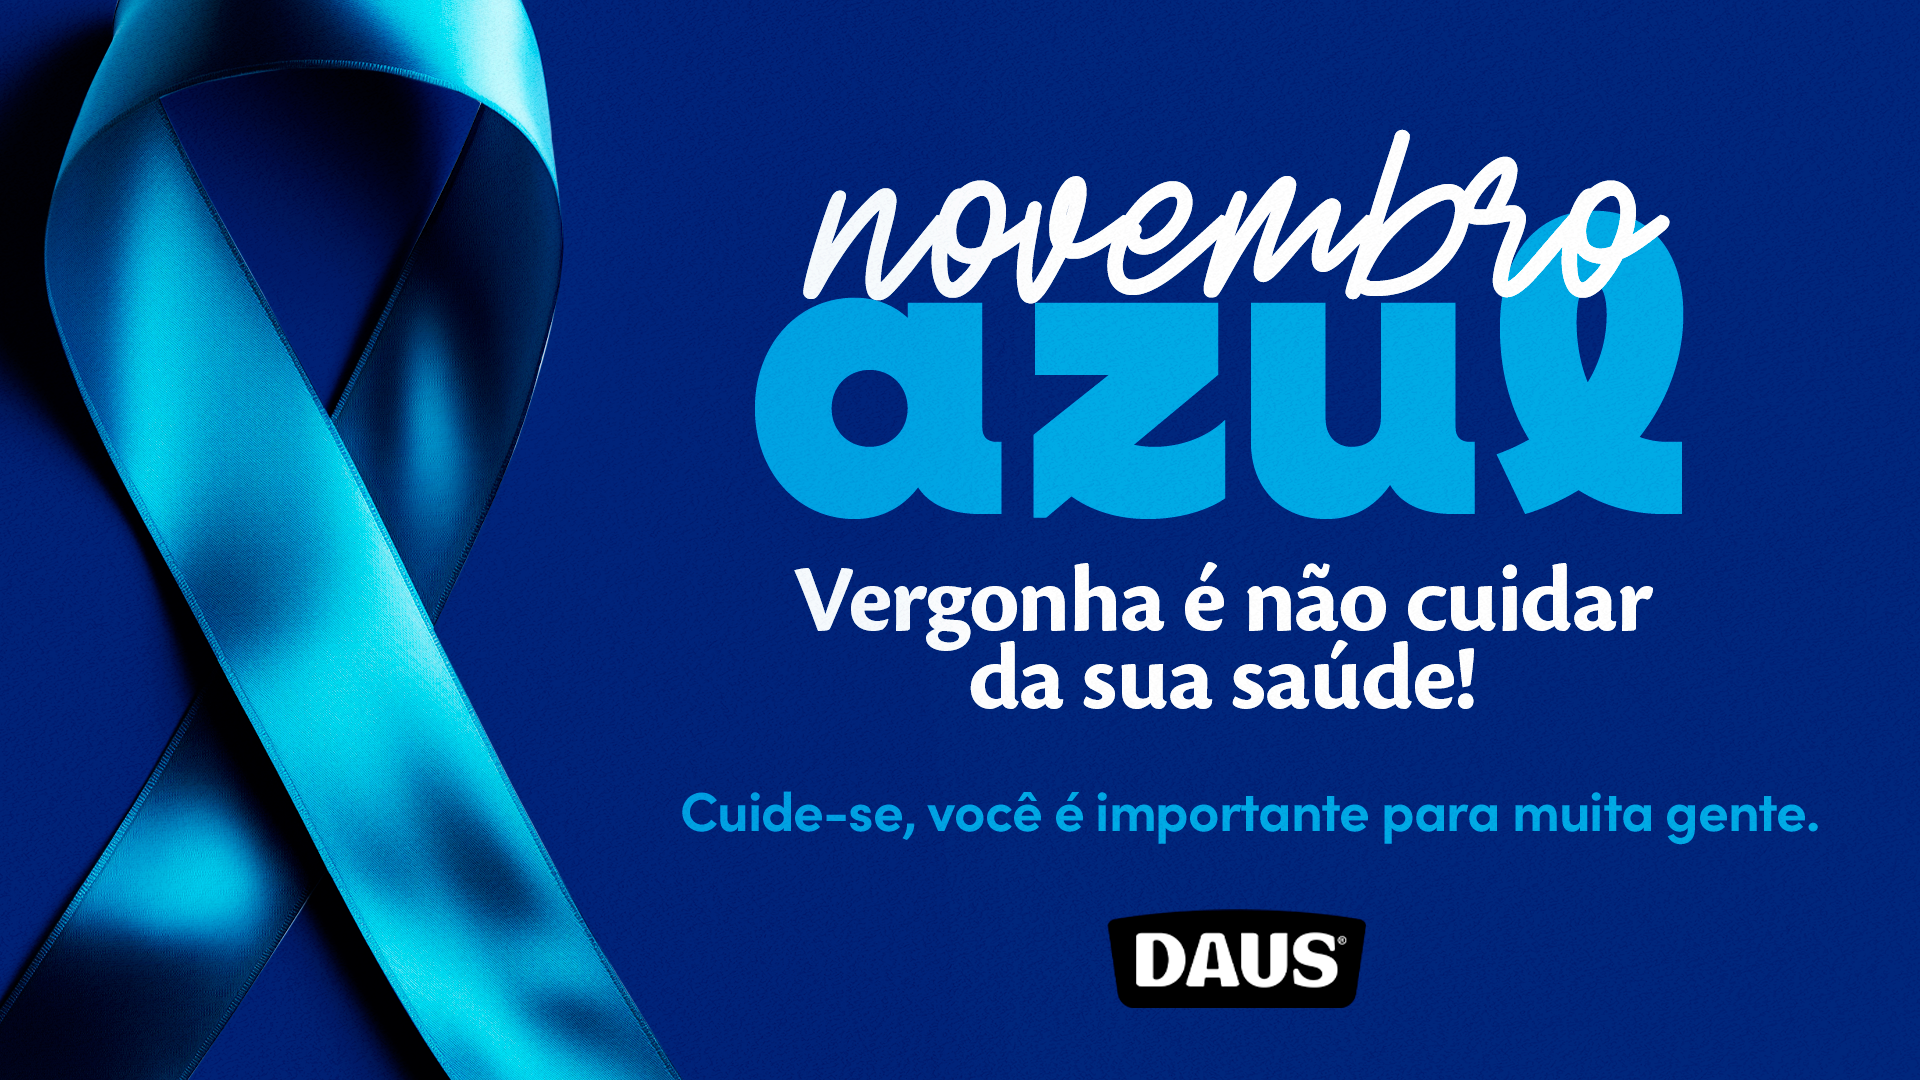 novembro
azul
Vergonha é não cuidar
da sua saúde!
Cuide-se, você é importante para muita gente.
DAUS®